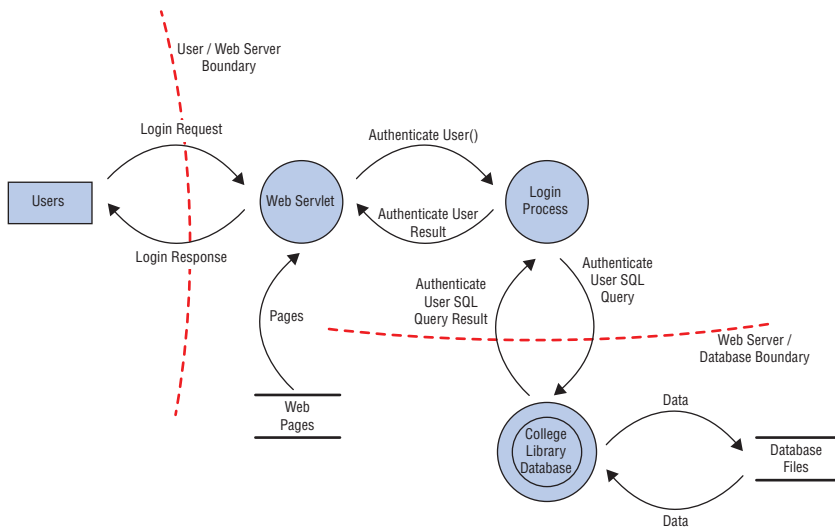 User / Web Server
Boundary
Login Request
Authenticate User()
Users
Web Servlet
Login
Process
Authenticate User
Result
Login Response
Authenticate
User SQL
Query Result
Authenticate
User SQL
Query
Pages
Web Server /
Database Boundary
Web
Pages
College
Library
Database
Data
Database
Files
Data